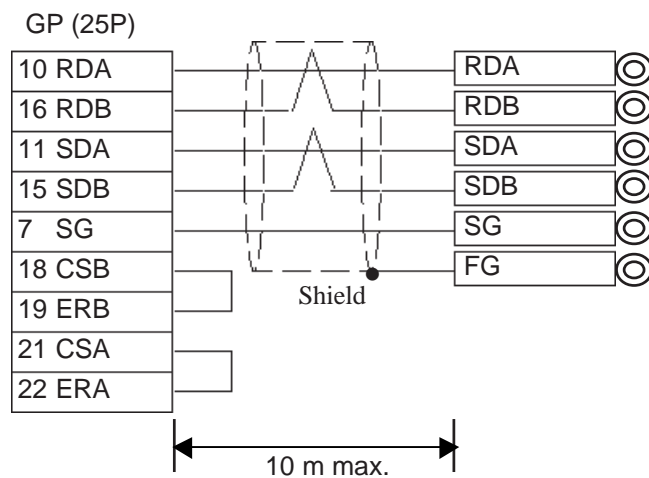 GP (25P)
10 RDA RDA
16 RDB RDB
11 SDA SDA
15 SDB SDB
7 SG SG
18 CSB FG
Shield
19 ERB
21 CSA
22 ERA
10 m max.